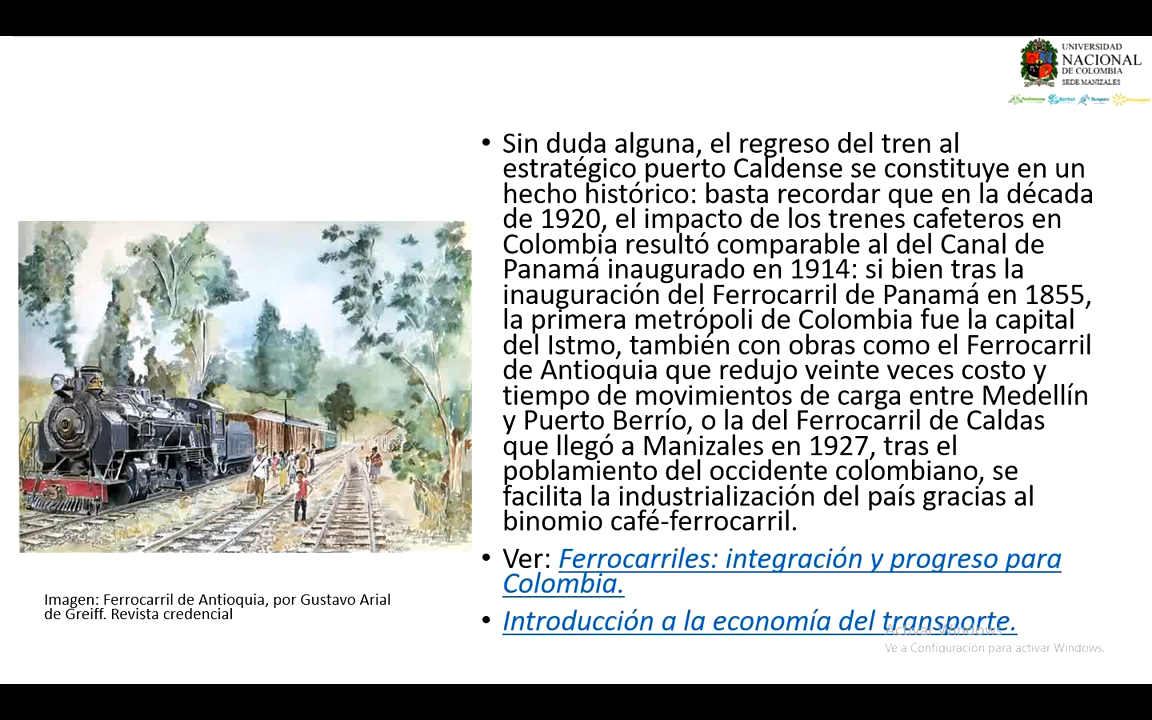 UNIVERSIDAD
NACIONAL
DE COLOMBIA
SEDE MANIZALES
• Sin duda alguna, el regreso del tren al
estratégico puerto Caldense se constituye en un
hecho histórico: basta recordar que en la década
de 1920, el impacto de los trenes cafeteros en
Colombia resultó comparable al del Canal de
Panamá inaugurado en 1914: si bien tras la
inauguración del Ferrocarril de Panamá en 1855,
la primera metrópoli de Colombia fue la capital
del Istmo, también con obras como el Ferrocarril
de Antioquia que redujo veinte veces costo y
tiempo de movimientos de carga entre Medellín
y Puerto Berrío, o la del Ferrocarril de Caldas
que llegó a Manizales en 1927, tras el
poblamiento del occidente colombiano, se
facilita la industrialización del país gracias al
binomio café-ferrocarril.
• Ver: Ferrocarriles: integración y progreso para
Colombia.
• Introducción a la economía del transporte.
Imagen: Ferrocarril de Antioquia, por Gustavo Arial
de Greiff. Revista credencial
Activar Windows
Ve a Configuración para activar Windows.